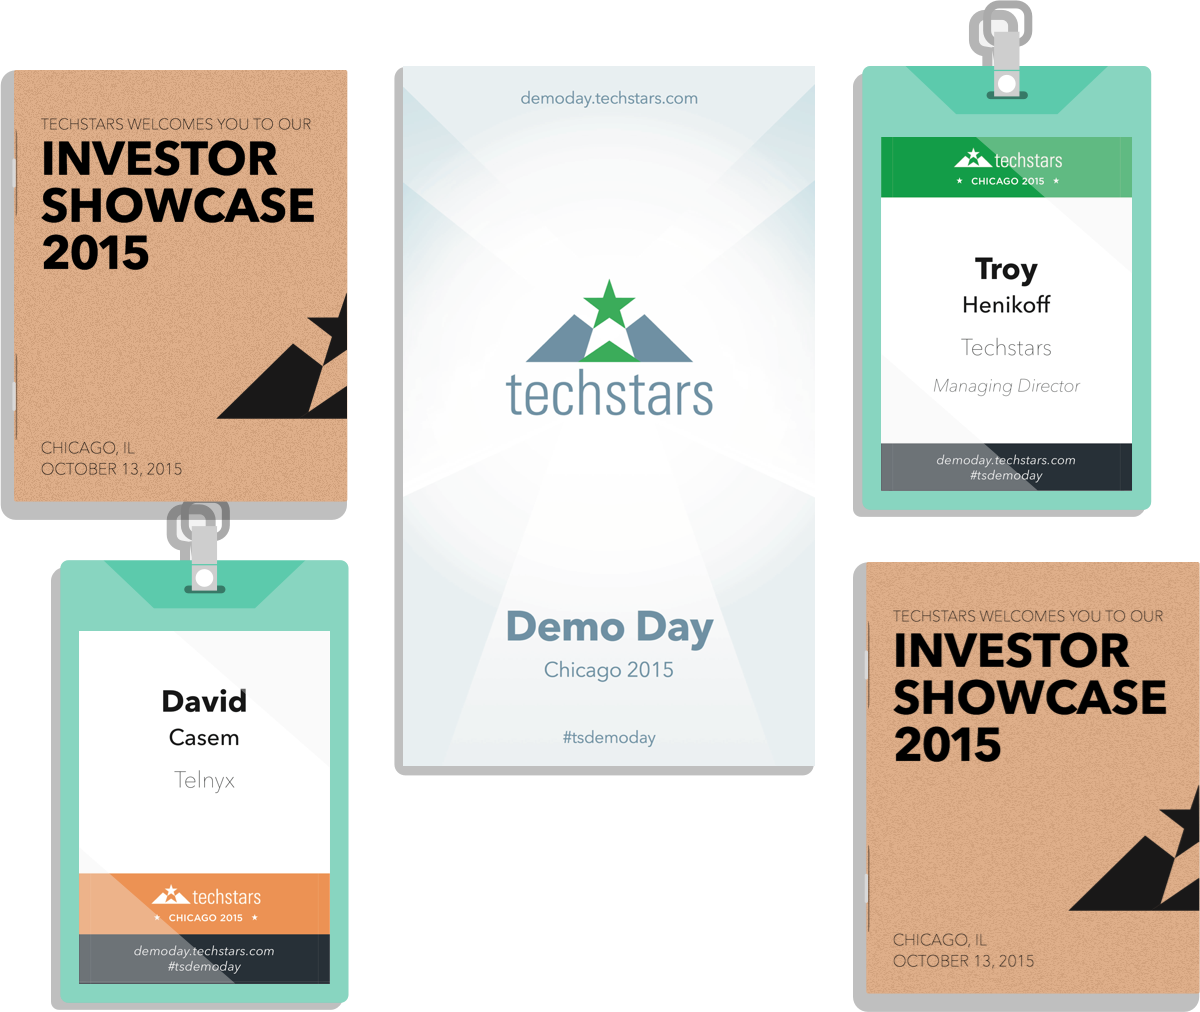 TECHSTARS WELCOMES YOU TO OUR
INVESTOR
SHOWCASE
2015
CHICAGO, IL
OCTOBER 13, 2015
demoday.techstars.com
techstars
Demo Day
Chicago 2015
#tsdemoday
techstars
★ CHICAGO 2015 ★
Troy
Henikoff
Techstars
Managing Director
demoday.techstars.com
#tsdemoday
David
Casem
Telnyx
techstars
★ CHICAGO 2015 ★
demoday.techstars.com
#tsdemoday
TECHSTARS WELCOMES YOU TO OUR
INVESTOR
SHOWCASE
2015
CHICAGO, IL
OCTOBER 13, 2015